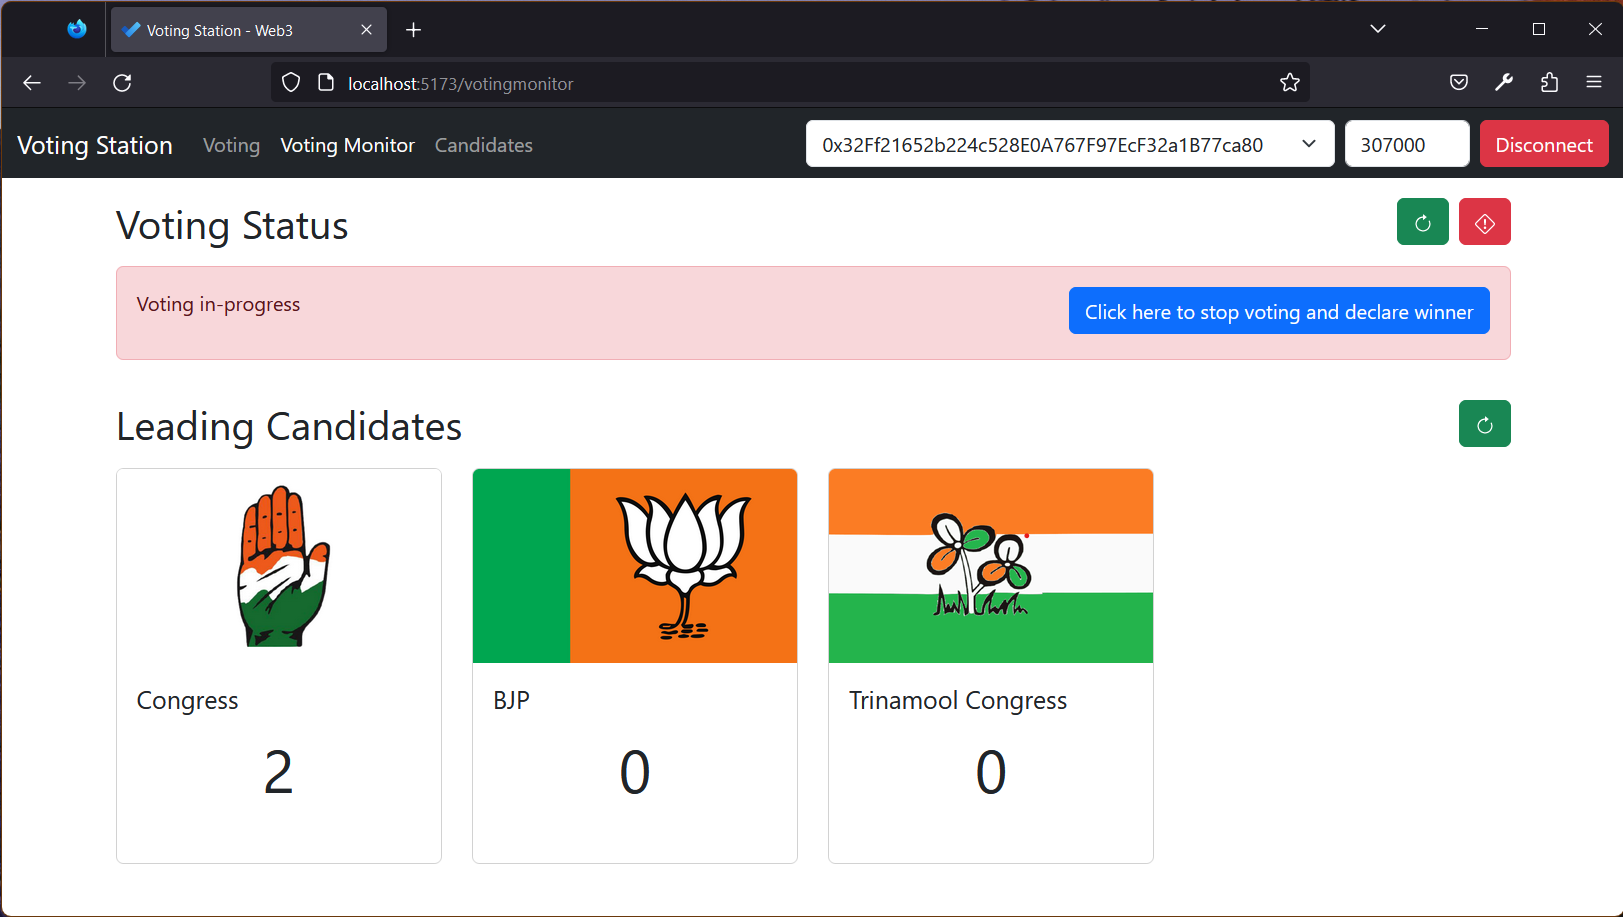 Voting Station - Web3
localhost:5173/votingmonitor
Voting Station Voting Voting Monitor Candidates 0x32Ff21652b224c528E0A767F97EcF32a1B77ca80 307000 Disconnect
Voting Status
Voting in-progress Click here to stop voting and declare winner
Leading Candidates
Congress BJP Trinamool Congress
2 0 0